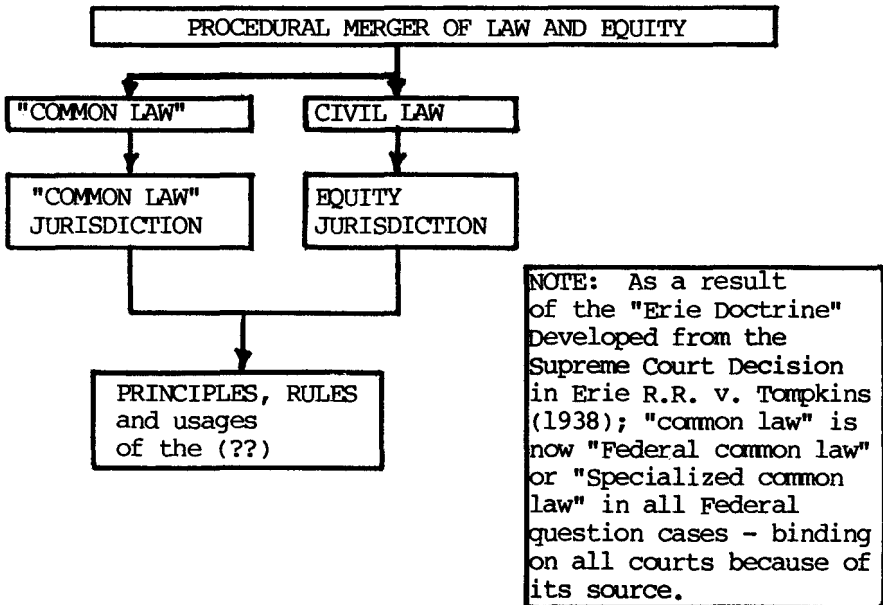 PROCEDURAL MERGER OF LAW AND EQUITY
"COMMON LAW"
CIVIL LAW
"COMMON LAW"
JURISDICTION
EQUITY
JURISDICTION
PRINCIPLES, RULES
and usages
of the (??)
NOTE: As a result
of the "Erie Doctrine"
Developed from the
Supreme Court Decision
in Erie R.R. v. Tompkins
(1938); "common law" is
now "Federal common law"
or "Specialized common
law" in all Federal
question cases - binding
on all courts because of
its source.